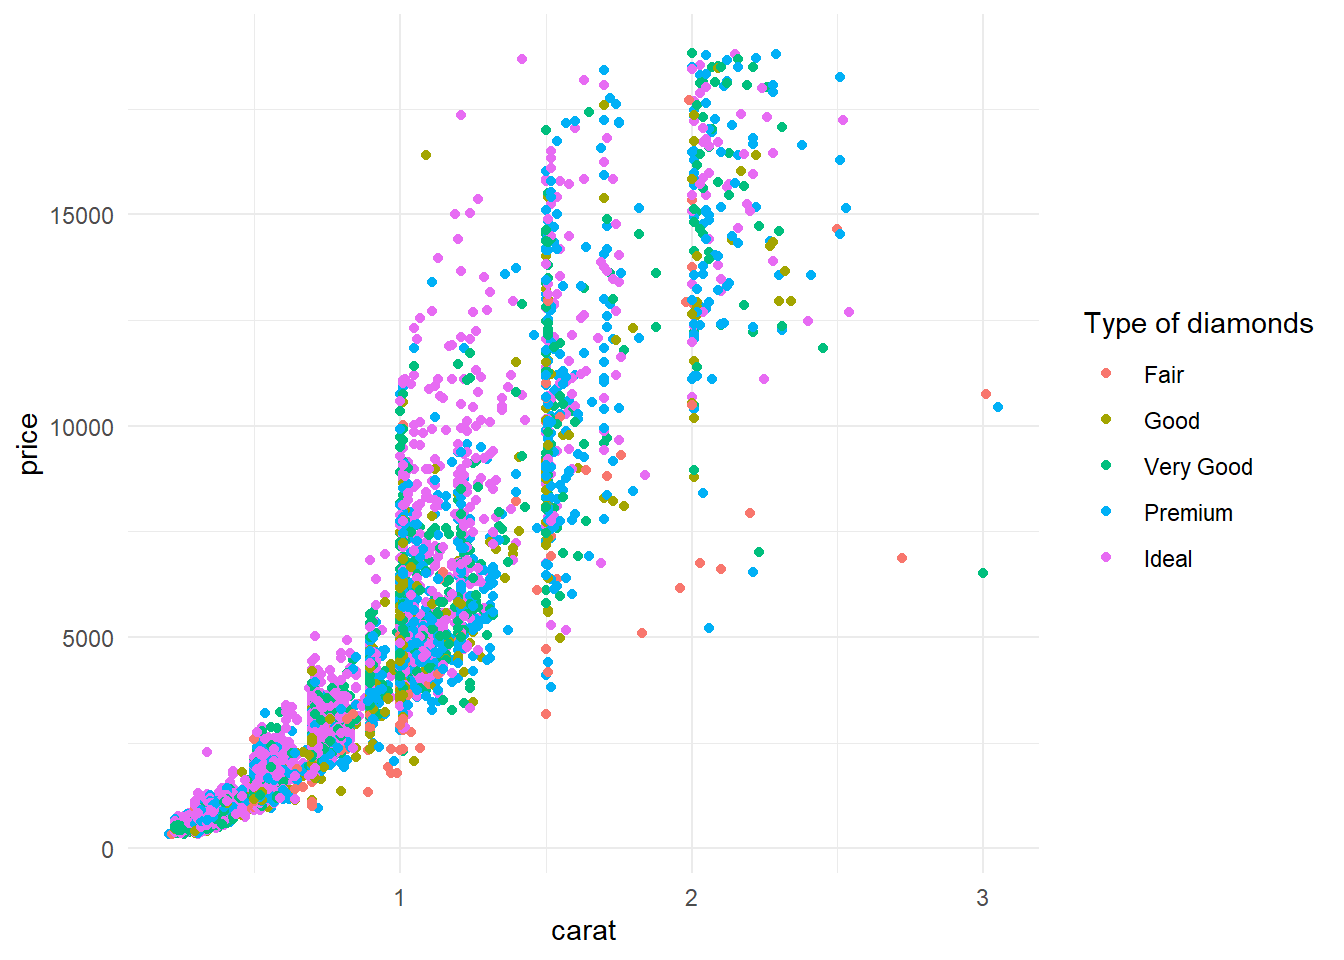 15000
10000
5000
0
price
1
2
3
carat
Type of diamonds
Fair
Good
Very Good
Premium
Ideal